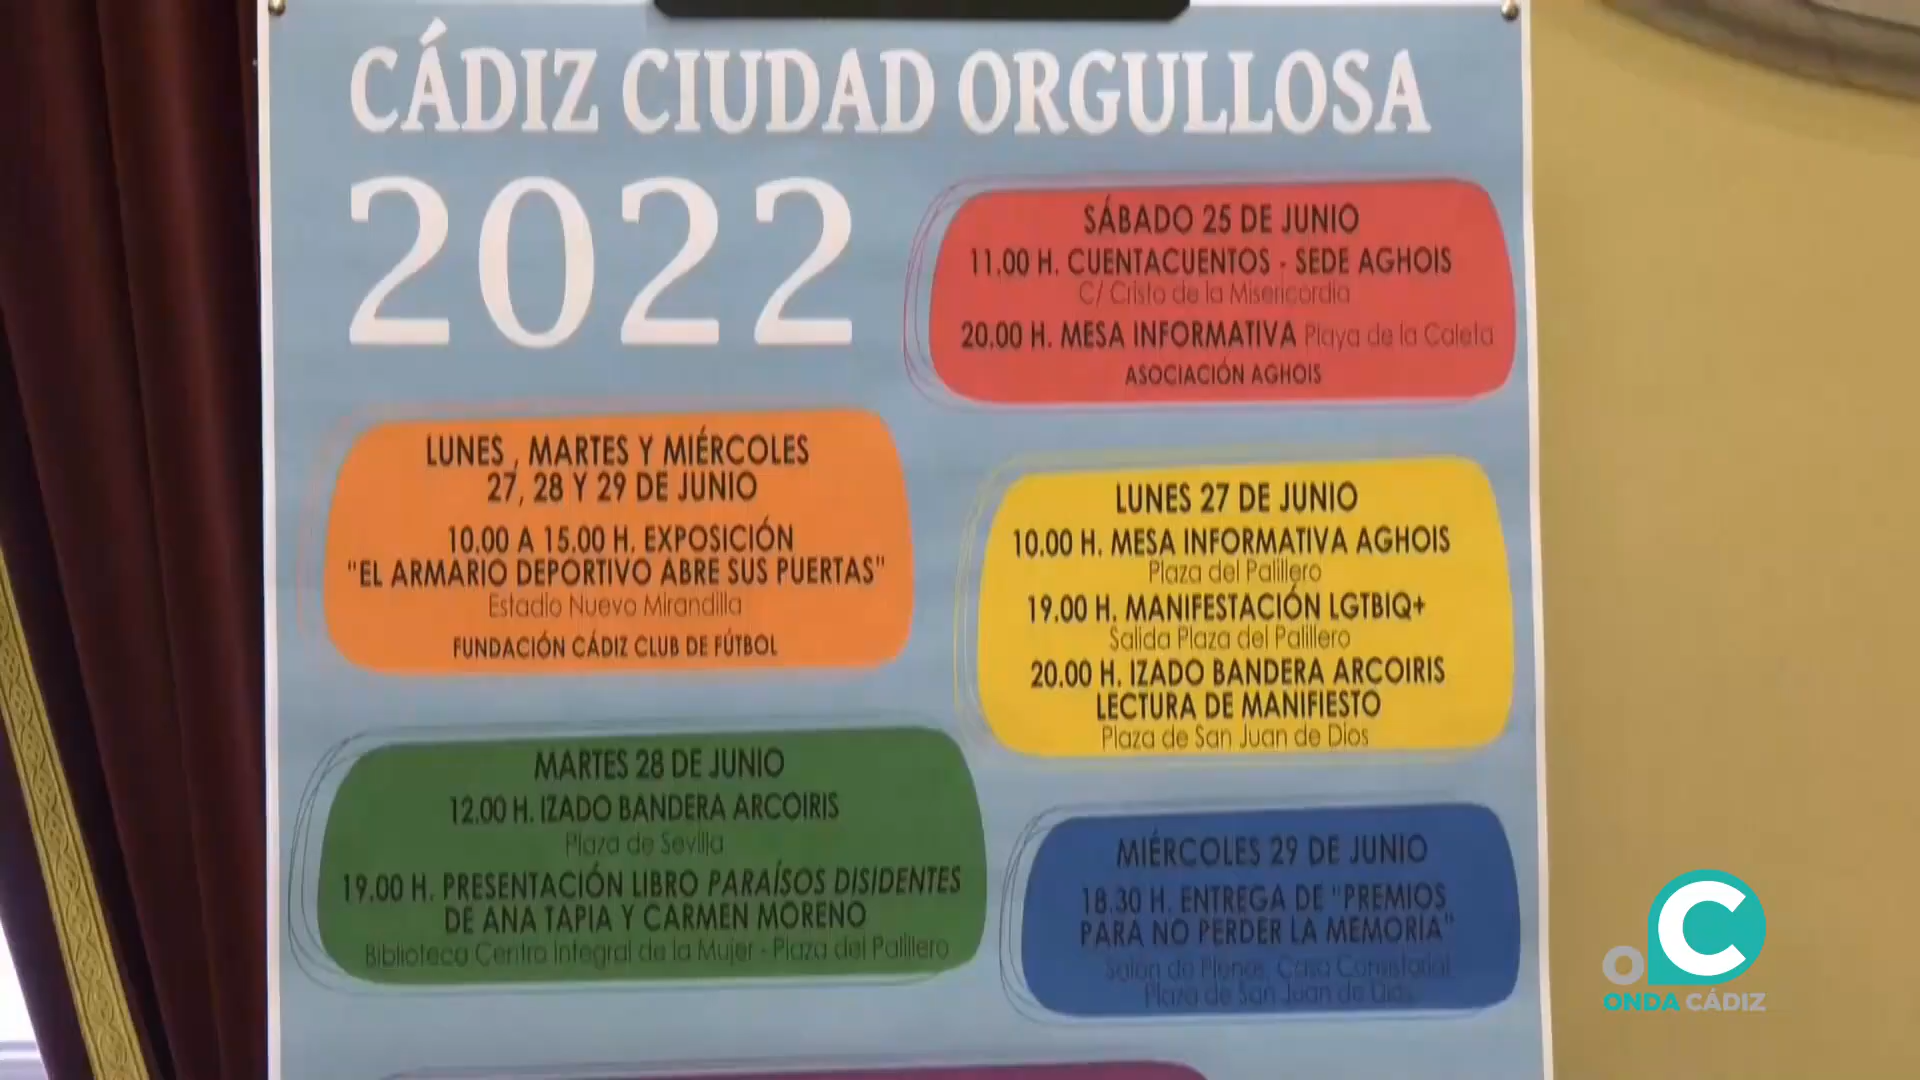 CÁDIZ CIUDAD ORGULLOSA
2022
SÁBADO 25 DE JUNIO
11.00 H. CUENTACUENTOS - SEDE AGHOIS
C/ Cristo de la Misericordia
20.00 H. MESA INFORMATIVA Playa de la Caleta
ASOCIACIÓN AGHOIS
LUNES , MARTES Y MIÉRCOLES
27, 28 Y 29 DE JUNIO
10.00 A 15.00 H. EXPOSICIÓN
"EL ARMARIO DEPORTIVO ABRE SUS PUERTAS"
Estadio Nuevo Mirandilla
FUNDACIÓN CÁDIZ CLUB DE FÚTBOL
LUNES 27 DE JUNIO
10.00 H. MESA INFORMATIVA AGHOIS
Plaza del Palillero
19.00 H. MANIFESTACIÓN LGTBIQ+
Salida Plaza del Palillero
20.00 H. IZADO BANDERA ARCOIRIS
LECTURA DE MANIFIESTO
Plaza de San Juan de Dios
MARTES 28 DE JUNIO
12.00 H. IZADO BANDERA ARCOIRIS
Plaza de Sevilla
19.00 H. PRESENTACIÓN LIBRO PARAÍSOS DISIDENTES
DE ANA TAPIA Y CARMEN MORENO
Biblioteca Centro Integral de la Mujer - Plaza del Palillero
MIÉRCOLES 29 DE JUNIO
18.30 H. ENTREGA DE "PREMIOS
PARA NO PERDER LA MEMORIA"
Salón de Plenos, Casa Consistorial
Plaza de San Juan de Dios
OC
ONDA CÁDIZ